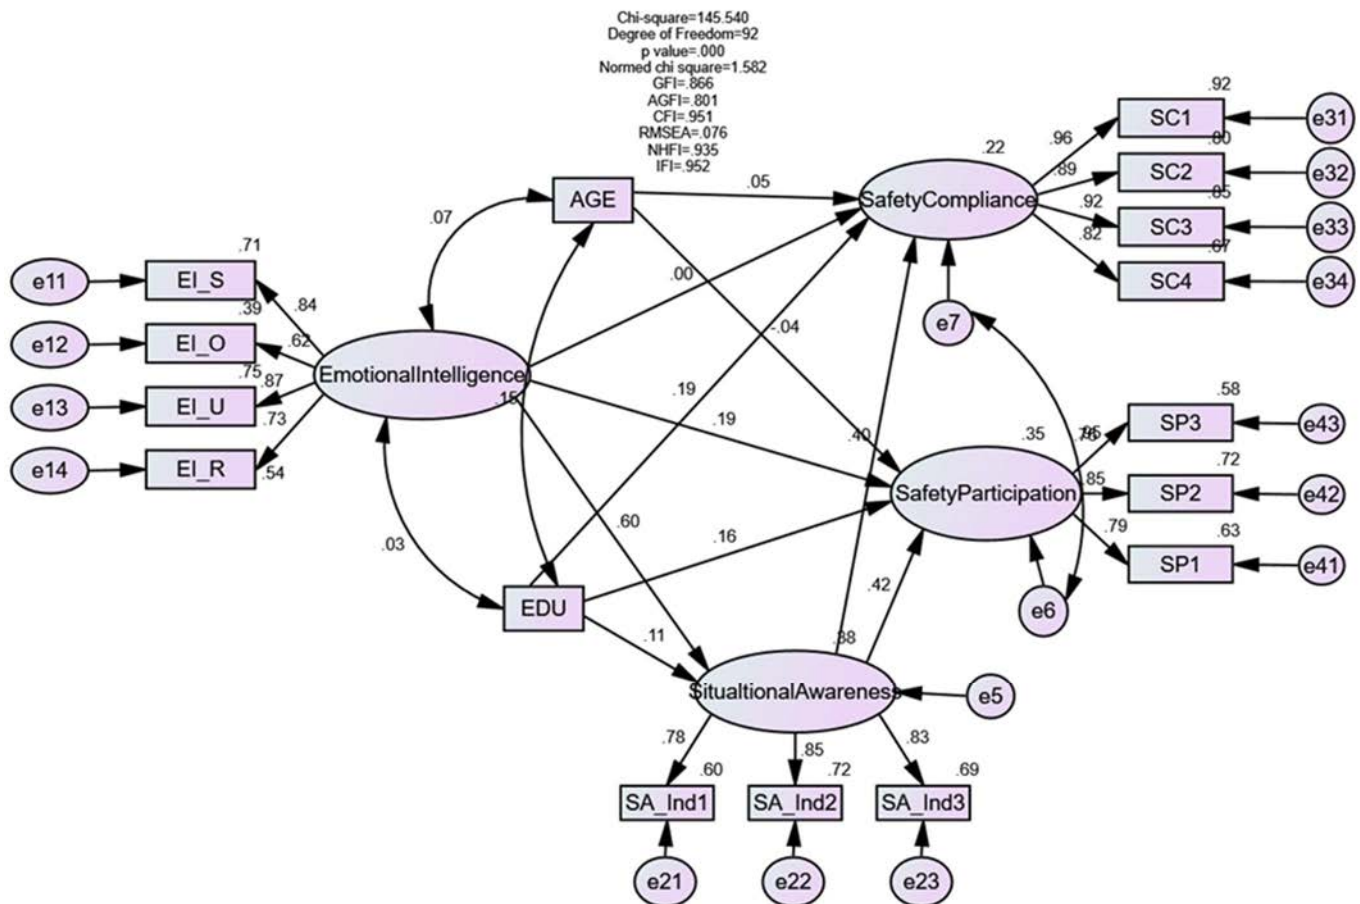 Chi-square=145.540
Degree of Freedom=92
p value=.000
Normed chi square=1.582
GFI=.866
AGFI=.801
CFI=.951
RMSEA=.076
NHFI=.935
IFI=.952
.92
SC1
e31
.96
.22
.80
SC2
e32
.89
AGE
.05
SafetyCompliance
.85
.92
SC3
e33
.07
.82
.67
SC4
e34
.71
e11
EI_S
.00
.84
.39
e7
-.04
e12
EI_O
.62
.75
.87
EmotionalIntelligence
e13
EI_U
.15
.19
.58
.73
.19
SP3
e43
e14
EI_R
.54
.40
.35
.76
.72
.85
SafetyParticipation
SP2
e42
.60
.79
.63
.03
.16
SP1
e41
.42
EDU
e6
.11
.38
SitualtionalAwareness
e5
.78
.85
.83
.60
.72
.69
SA_Ind1
SA_Ind2
SA_Ind3
e21
e22
e23